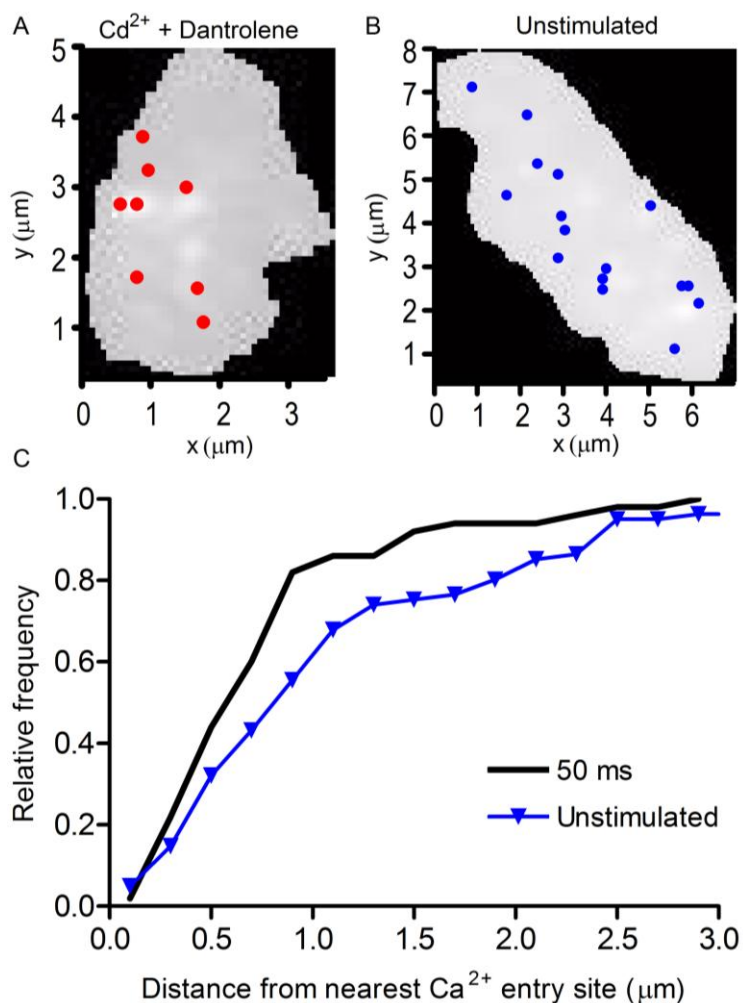 A
Cd²⁺ + Dantrolene
5
4
3
2
1
y (μm)
0 1 2 3
x (μm)
B
Unstimulated
8
7
6
5
4
3
2
1
y (μm)
0 1 2 3 4 5 6
x (μm)
C
1.0
0.8
0.6
0.4
0.2
0.0
Relative frequency
50 ms
Unstimulated
0.0 0.5 1.0 1.5 2.0 2.5 3.0
Distance from nearest Ca²⁺ entry site (μm)